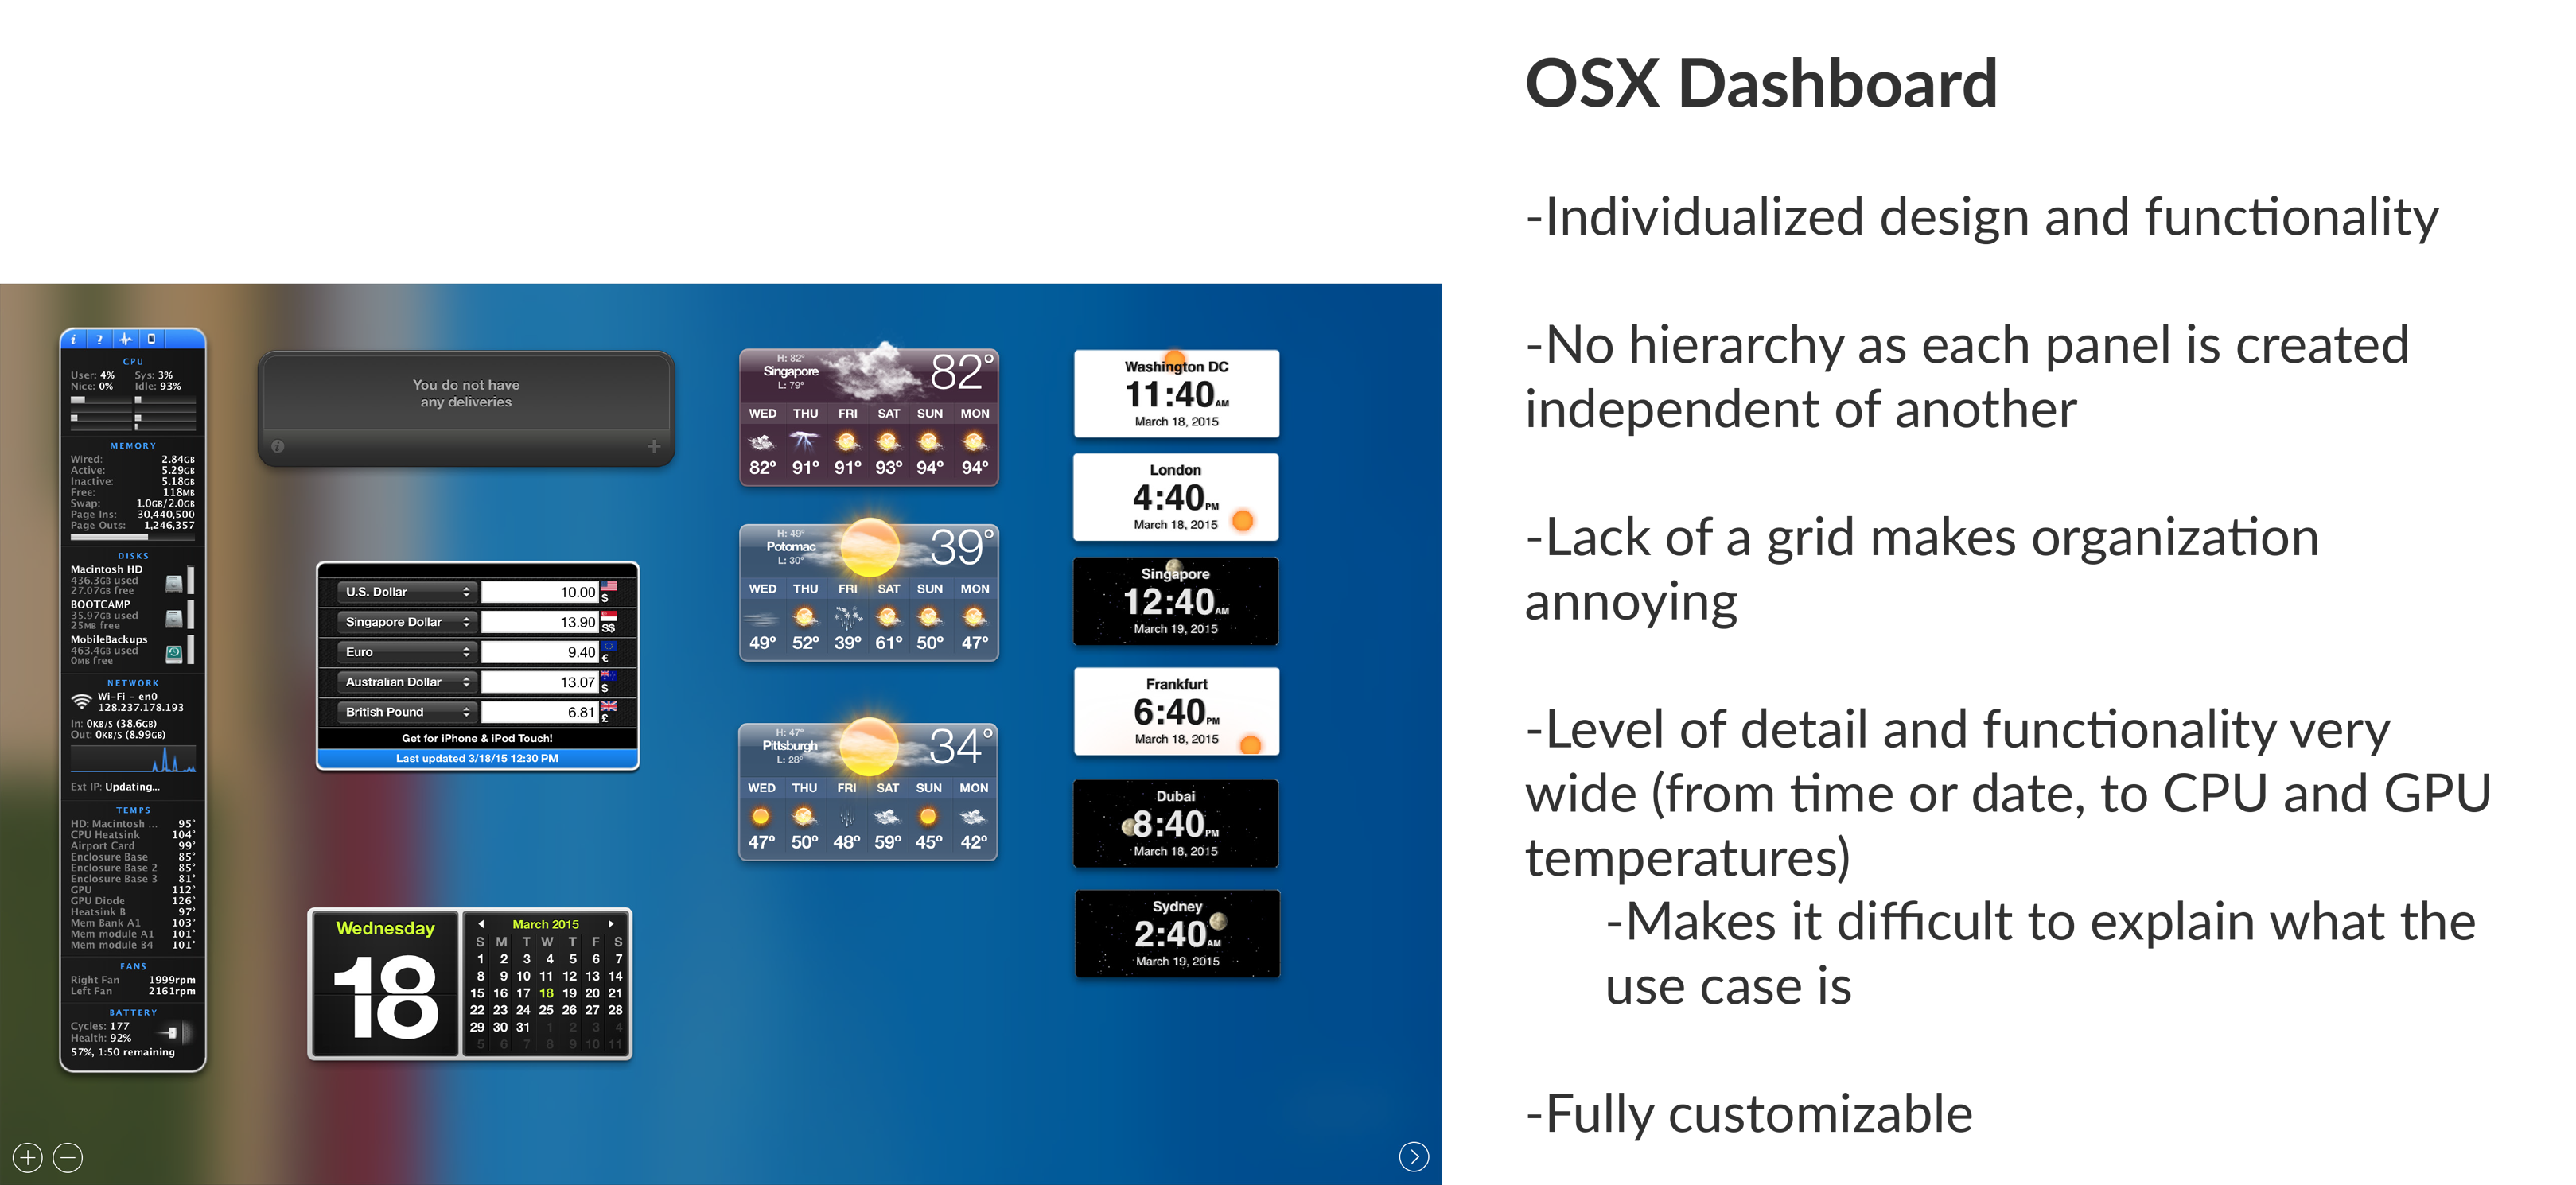 OSX Dashboard
-Individualized design and functionality
-No hierarchy as each panel is created
independent of another
-Lack of a grid makes organization
annoying
-Level of detail and functionality very
wide (from time or date, to CPU and GPU
temperatures)
-Makes it difficult to explain what the
use case is
-Fully customizable
i ?
CPU
User: 4% Sys: 3%
Nice: 0% Idle: 93%
MEMORY
Wired: 2.84GB
Active: 5.29GB
Inactive: 5.18GB
Free: 118MB
Swap: 1.0GB/2.0GB
Page Ins: 30,440,500
Page Outs: 1,246,357
DISKS
Macintosh HD
436.3GB used
27.07GB free
BOOTCAMP
35.97GB used
25MB free
MobileBackups
463.4GB used
0MB free
NETWORK
Wi-Fi - en0
128.237.178.193
In: 0KB/S (38.6GB)
Out: 0KB/S (8.99GB)
Ext IP: Updating...
TEMPS
HD: Macintosh ... 95°
CPU Heatsink 104°
Airport Card 99°
Enclosure Base 85°
Enclosure Base 2 85°
Enclosure Base 3 81°
GPU 112°
GPU Diode 126°
Heatsink B 97°
Mem Bank A1 103°
Mem module A1 101°
Mem module B4 101°
FANS
Right Fan 1999rpm
Left Fan 2161rpm
BATTERY
Cycles: 177
Health: 92%
57%, 1:50 remaining
You do not have
any deliveries
U.S. Dollar 10.00 $
Singapore Dollar 13.90 S$
Euro 9.40 €
Australian Dollar 13.07 $
British Pound 6.81 £
Get for iPhone & iPod Touch!
Last updated 3/18/15 12:30 PM
Wednesday
18
March 2015
S M T W T F S
1 2 3 4 5 6 7
8 9 10 11 12 13 14
15 16 17 18 19 20 21
22 23 24 25 26 27 28
29 30 31 1 2 3 4
5 6 7 8 9 10 11
H: 82°
Singapore
L: 79°
82°
WED THU FRI SAT SUN MON
82° 91° 91° 93° 94° 94°
H: 49°
Potomac
L: 30°
39°
WED THU FRI SAT SUN MON
49° 52° 39° 61° 50° 47°
H: 47°
Pittsburgh
L: 28°
34°
WED THU FRI SAT SUN MON
47° 50° 48° 59° 45° 42°
Washington DC
11:40 AM
March 18, 2015
London
4:40 PM
March 18, 2015
Singapore
12:40 AM
March 19, 2015
Frankfurt
6:40 PM
March 18, 2015
Dubai
8:40 PM
March 18, 2015
Sydney
2:40 AM
March 19, 2015